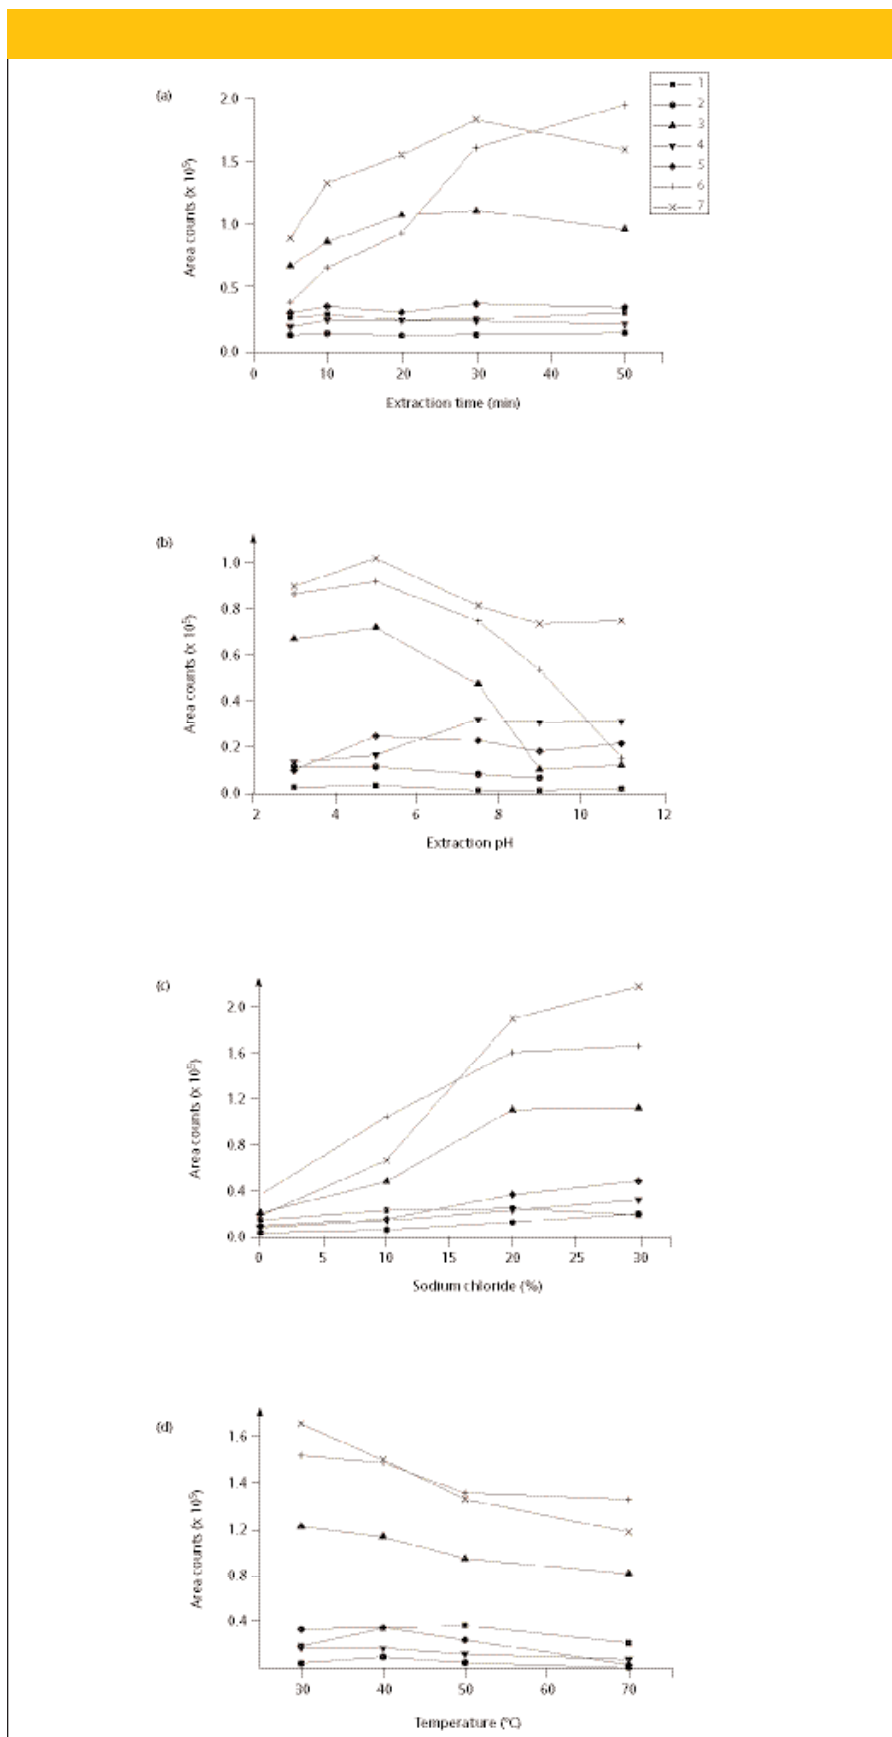 (a)
2.0
1.5
1.0
0.5
0.0
Area counts (x 10⁵)
0 10 20 30 40 50
Extraction time (min)
1
2
3
4
5
6
7
(b)
1.0
0.8
0.6
0.4
0.2
0.0
Area counts (x 10⁵)
2 4 6 8 10 12
Extraction pH
(c)
2.0
1.6
1.2
0.8
0.4
0.0
Area counts (x 10⁵)
0 5 10 15 20 25 30
Sodium chloride (%)
(d)
1.6
1.4
1.2
0.8
0.4
Area counts (x 10⁵)
30 40 50 60 70
Temperature (°C)